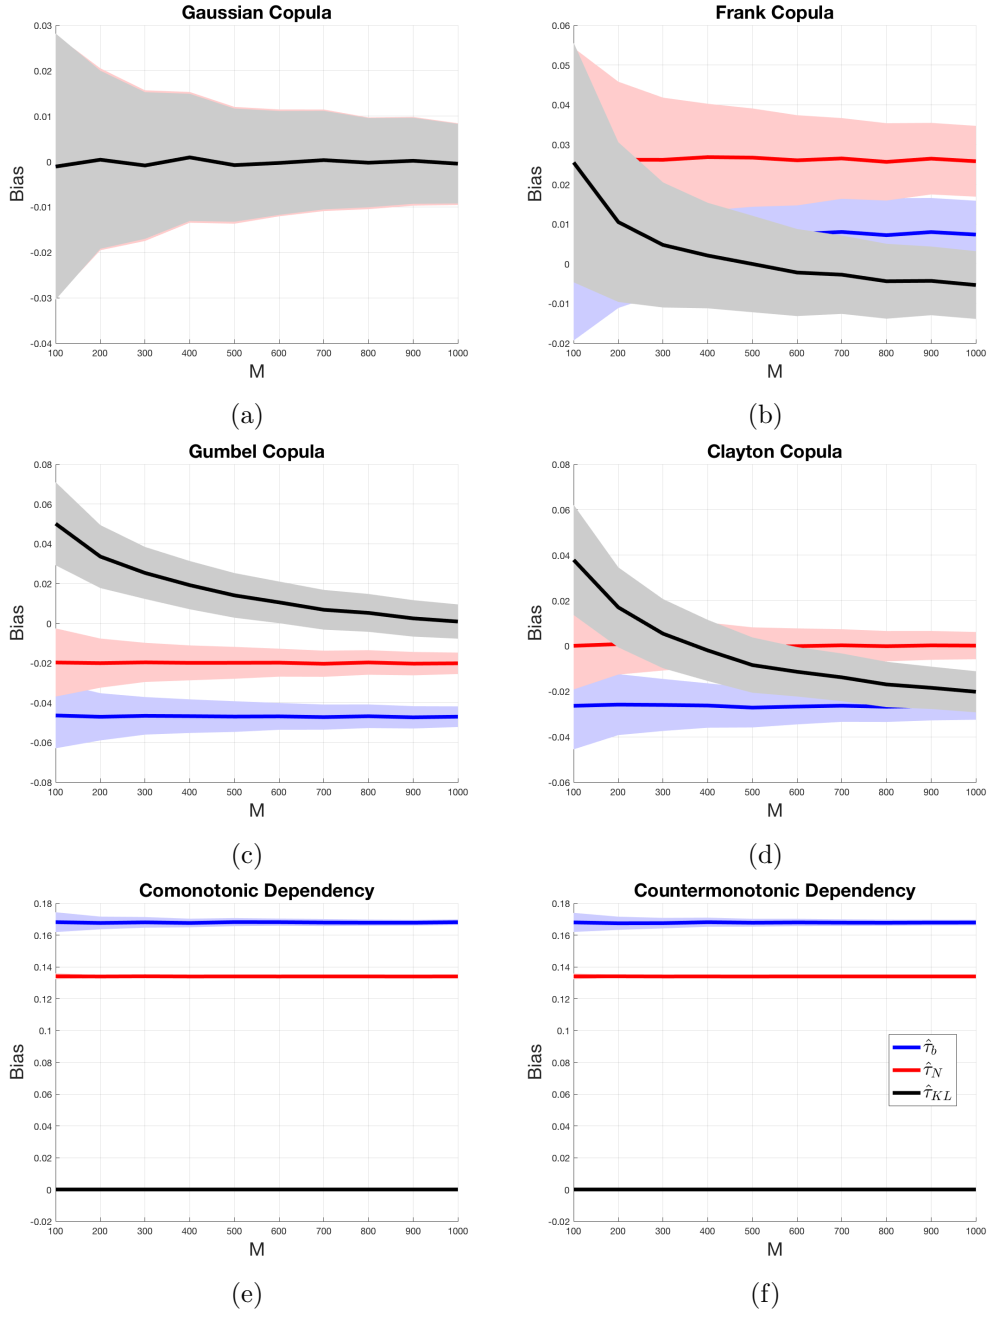 Gaussian Copula
0.03
0.02
0.01
0
-0.01
-0.02
-0.03
-0.04
Bias
100 200 300 400 500 600 700 800 900 1000
M
(a)
Frank Copula
0.06
0.05
0.04
0.03
0.02
0.01
0
-0.01
-0.02
Bias
100 200 300 400 500 600 700 800 900 1000
M
(b)
Gumbel Copula
0.08
0.06
0.04
0.02
0
-0.02
-0.04
-0.06
-0.08
Bias
100 200 300 400 500 600 700 800 900 1000
M
(c)
Clayton Copula
0.08
0.06
0.04
0.02
0
-0.02
-0.04
-0.06
Bias
100 200 300 400 500 600 700 800 900 1000
M
(d)
Comonotonic Dependency
0.18
0.16
0.14
0.12
0.1
0.08
0.06
0.04
0.02
0
-0.02
Bias
100 200 300 400 500 600 700 800 900 1000
M
(e)
Countermonotonic Dependency
0.18
0.16
0.14
0.12
0.1
0.08
0.06
0.04
0.02
0
-0.02
Bias
τ̂_b
τ̂_N
τ̂_KL
100 200 300 400 500 600 700 800 900 1000
M
(f)